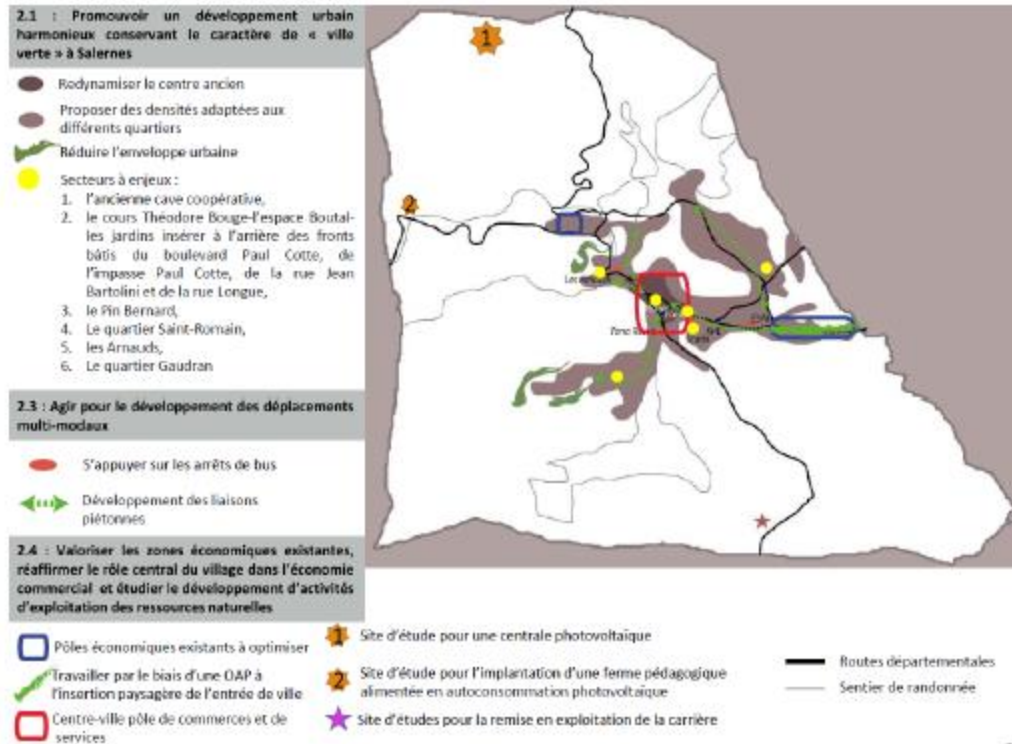 2.1 : Promouvoir un développement urbain
harmonieux conservant le caractère de « ville
verte » à Salernes
Redynamiser le centre ancien
Proposer des densités adaptées aux
différents quartiers
Réduire l'enveloppe urbaine
Secteurs à enjeux :
1. l'ancienne cave coopérative,
2. le cours Théodore Bouge-l'espace Boutal-
les jardins insérer à l'arrière des fronts
bâtis du boulevard Paul Cotte, de
l'impasse Paul Cotte, de la rue Jean
Bartolini et de la rue Longue,
3. le Pin Bernard,
4. Le quartier Saint-Romain,
5. les Arnauds,
6. Le quartier Gaudran
2.3 : Agir pour le développement des déplacements
multi-modaux
S'appuyer sur les arrêts de bus
Développement des liaisons
piétonnes
2.4 : Valoriser les zones économiques existantes,
réaffirmer le rôle central du village dans l'économie
commercial et étudier le développement d'activités
d'exploitation des ressources naturelles
Pôles économiques existants à optimiser
Travailler par le biais d'une OAP à
l'insertion paysagère de l'entrée de ville
Centre-ville pôle de commerces et de
services
1 Site d'étude pour une centrale photovoltaïque
2 Site d'étude pour l'implantation d'une ferme pédagogique
alimentée en autoconsommation photovoltaïque
Site d'études pour la remise en exploitation de la carrière
Routes départementales
Sentier de randonnée
1
2